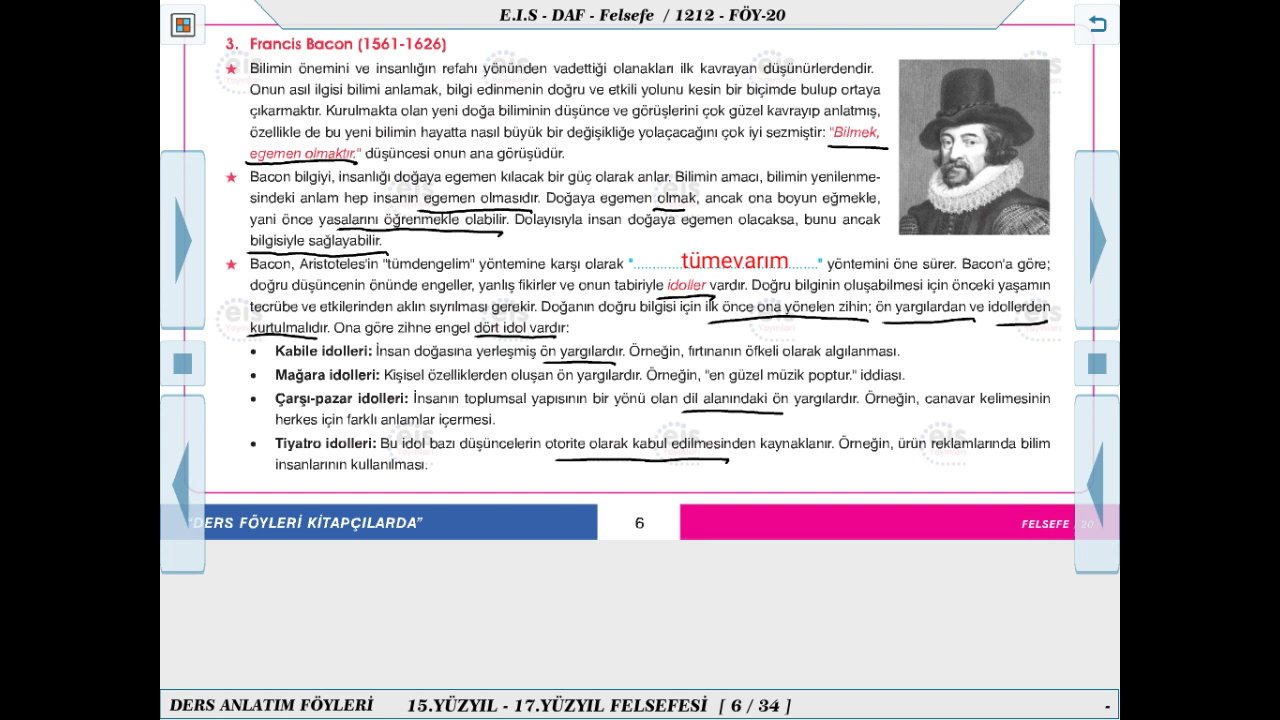 E.I.S - DAF - Felsefe / 1212 - FÖY-20
3. Francis Bacon (1561-1626)
★ Bilimin önemini ve insanlığın refahı yönünden vadettiği olanakları ilk kavrayan düşünürlerdendir.
Onun asıl ilgisi bilimi anlamak, bilgi edinmenin doğru ve etkili yolunu kesin bir biçimde bulup ortaya
çıkarmaktır. Kurulmakta olan yeni doğa biliminin düşünce ve görüşlerini çok güzel kavrayıp anlatmış,
özellikle de bu yeni bilimin hayatta nasıl büyük bir değişikliğe yolaçacağını çok iyi sezmiştir: "Bilmek,
egemen olmaktır." düşüncesi onun ana görüşüdür.
★ Bacon bilgiyi, insanlığı doğaya egemen kılacak bir güç olarak anlar. Bilimin amacı, bilimin yenilenme-
sindeki anlam hep insanın egemen olmasıdır. Doğaya egemen olmak, ancak ona boyun eğmekle,
yani önce yasalarını öğrenmekle olabilir. Dolayısıyla insan doğaya egemen olacaksa, bunu ancak
bilgisiyle sağlayabilir.
★ Bacon, Aristoteles'in "tümdengelim" yöntemine karşı olarak "tümevarım" yöntemini öne sürer. Bacon'a göre;
doğru düşüncenin önünde engeller, yanlış fikirler ve onun tabiriyle idoller vardır. Doğru bilginin oluşabilmesi için önceki yaşamın
tecrübe ve etkilerinden aklın sıyrılması gerekir. Doğanın doğru bilgisi için ilk önce ona yönelen zihin; ön yargılardan ve idollerden
kurtulmalıdır. Ona göre zihne engel dört idol vardır:
• Kabile idolleri: İnsan doğasına yerleşmiş ön yargılardır. Örneğin, fırtınanın öfkeli olarak algılanması.
• Mağara idolleri: Kişisel özelliklerden oluşan ön yargılardır. Örneğin, "en güzel müzik poptur." iddiası.
• Çarşı-pazar idolleri: İnsanın toplumsal yapısının bir yönü olan dil alanındaki ön yargılardır. Örneğin, canavar kelimesinin
herkes için farklı anlamlar içermesi.
• Tiyatro idolleri: Bu idol bazı düşüncelerin otorite olarak kabul edilmesinden kaynaklanır. Örneğin, ürün reklamlarında bilim
insanlarının kullanılması.
"DERS FÖYLERİ KİTAPÇILARDA"
6
FELSEFE / 20
DERS ANLATIM FÖYLERİ 15.YÜZYIL - 17.YÜZYIL FELSEFESİ [ 6 / 34 ] -